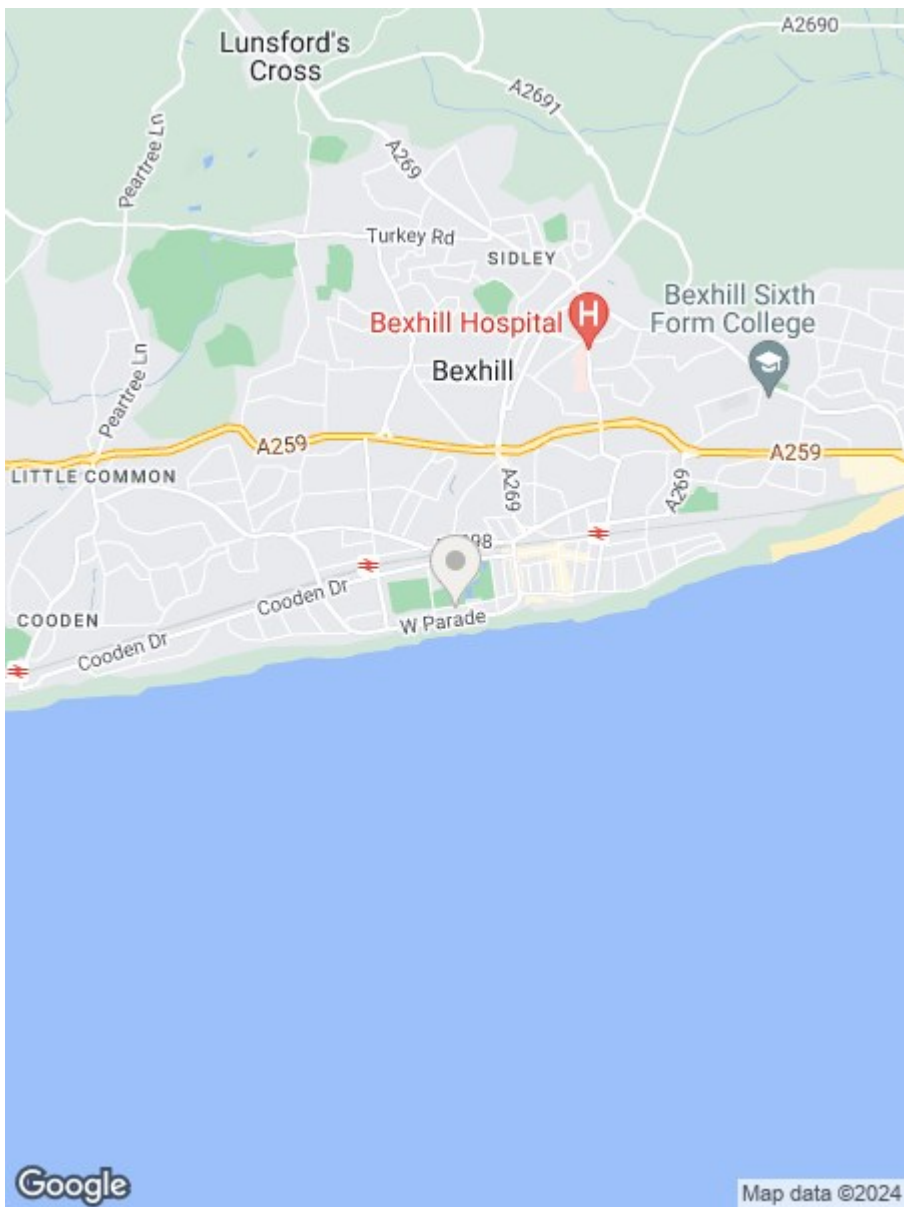 A2690
Lunsford's
Cross
A2691
Peartree Ln
A269
Turkey Rd
SIDLEY
Bexhill Sixth
Form College
Bexhill Hospital
H
Bexhill
Peartree Ln
A259
A259
LITTLE COMMON
A269
A269
Cooden Dr
COODEN
W Parade
Cooden Dr
Google
Map data ©2024